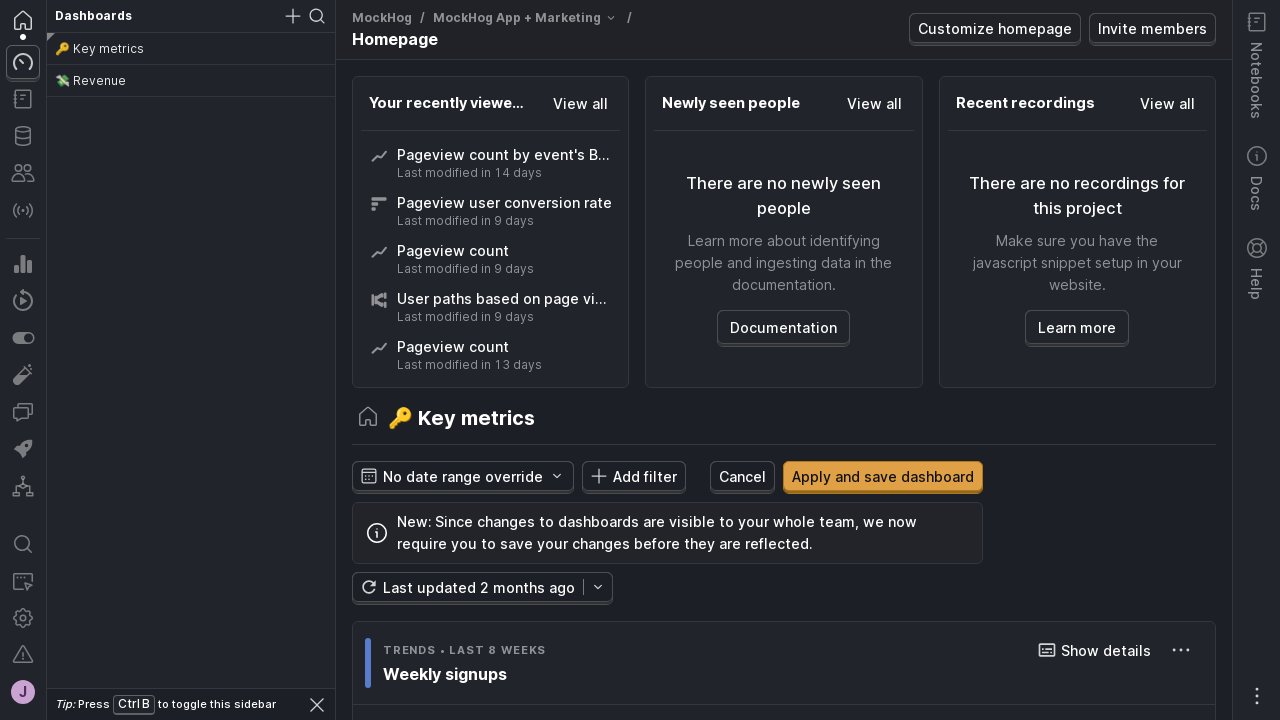 Dashboards
🔑 Key metrics
💸 Revenue
Tip: Press Ctrl B to toggle this sidebar
J
MockHog / MockHog App + Marketing /
Homepage
Customize homepage
Invite members
Your recently viewe...
View all
Pageview count by event's B...
Last modified in 14 days
Pageview user conversion rate
Last modified in 9 days
Pageview count
Last modified in 9 days
User paths based on page vi...
Last modified in 9 days
Pageview count
Last modified in 13 days
Newly seen people
View all
There are no newly seen
people
Learn more about identifying
people and ingesting data in the
documentation.
Documentation
Recent recordings
View all
There are no recordings for
this project
Make sure you have the
javascript snippet setup in your
website.
Learn more
🔑 Key metrics
No date range override
Add filter
Cancel
Apply and save dashboard
New: Since changes to dashboards are visible to your whole team, we now
require you to save your changes before they are reflected.
Last updated 2 months ago
TRENDS • LAST 8 WEEKS
Weekly signups
Show details
Notebooks
Docs
Help